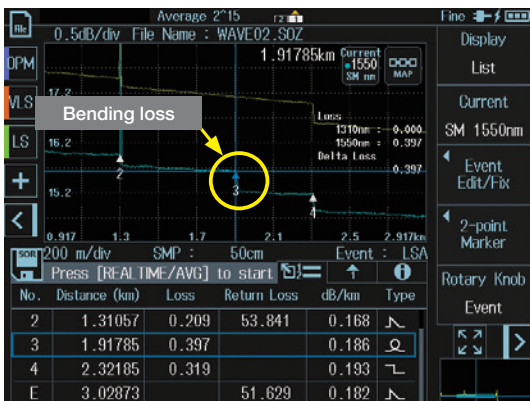 Average 2^15
Fine
File
0.5dB/div File Name : WAVE02.SOZ
Display
List
OPM
1.91785km
Current
1550
SM nm
MAP
17.2
VLS
Bending loss
Loss
1310nm : 0.000
1550nm : 0.397
Delta Loss
0.397
Current
SM 1550nm
LS
16.2
2
3
4
Event
Edit/Fix
15.2
2-point
Marker
0.917 1.3 1.7 2.1 2.5 2.917km
SOR
200 m/div SMP : 50cm Event : LSA
Press [REALTIME/AVG] to start
Rotary Knob
Event
No. Distance (km) Loss Return Loss dB/km Type
2 1.31057 0.209 53.841 0.168
3 1.91785 0.397 0.186
4 2.32185 0.319 0.193
E 3.02873 51.629 0.182